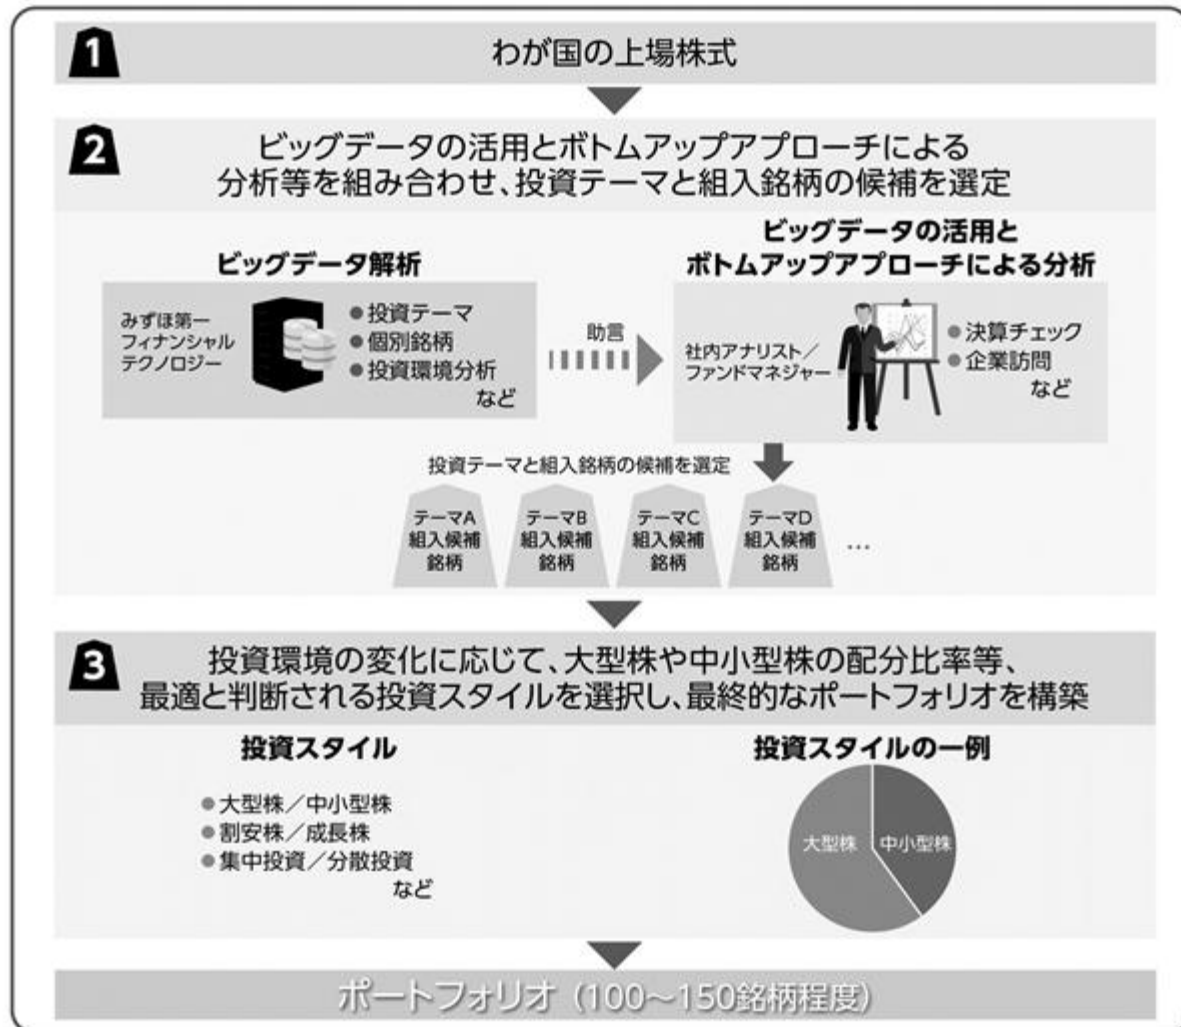 1
わが国の上場株式
2
ビッグデータの活用とボトムアップアプローチによる
分析等を組み合わせ、投資テーマと組入銘柄の候補を選定
ビッグデータ解析
みずほ第一
フィナンシャル
テクノロジー
●投資テーマ
●個別銘柄
●投資環境分析
など
助言
ビッグデータの活用と
ボトムアップアプローチによる分析
社内アナリスト／
ファンドマネジャー
●決算チェック
●企業訪問
など
投資テーマと組入銘柄の候補を選定
テーマA
組入候補
銘柄
テーマB
組入候補
銘柄
テーマC
組入候補
銘柄
テーマD
組入候補
銘柄
…
3
投資環境の変化に応じて、大型株や中小型株の配分比率等、
最適と判断される投資スタイルを選択し、最終的なポートフォリオを構築
投資スタイル
●大型株／中小型株
●割安株／成長株
●集中投資／分散投資
など
投資スタイルの一例
大型株
中小型株
ポートフォリオ（100～150銘柄程度）